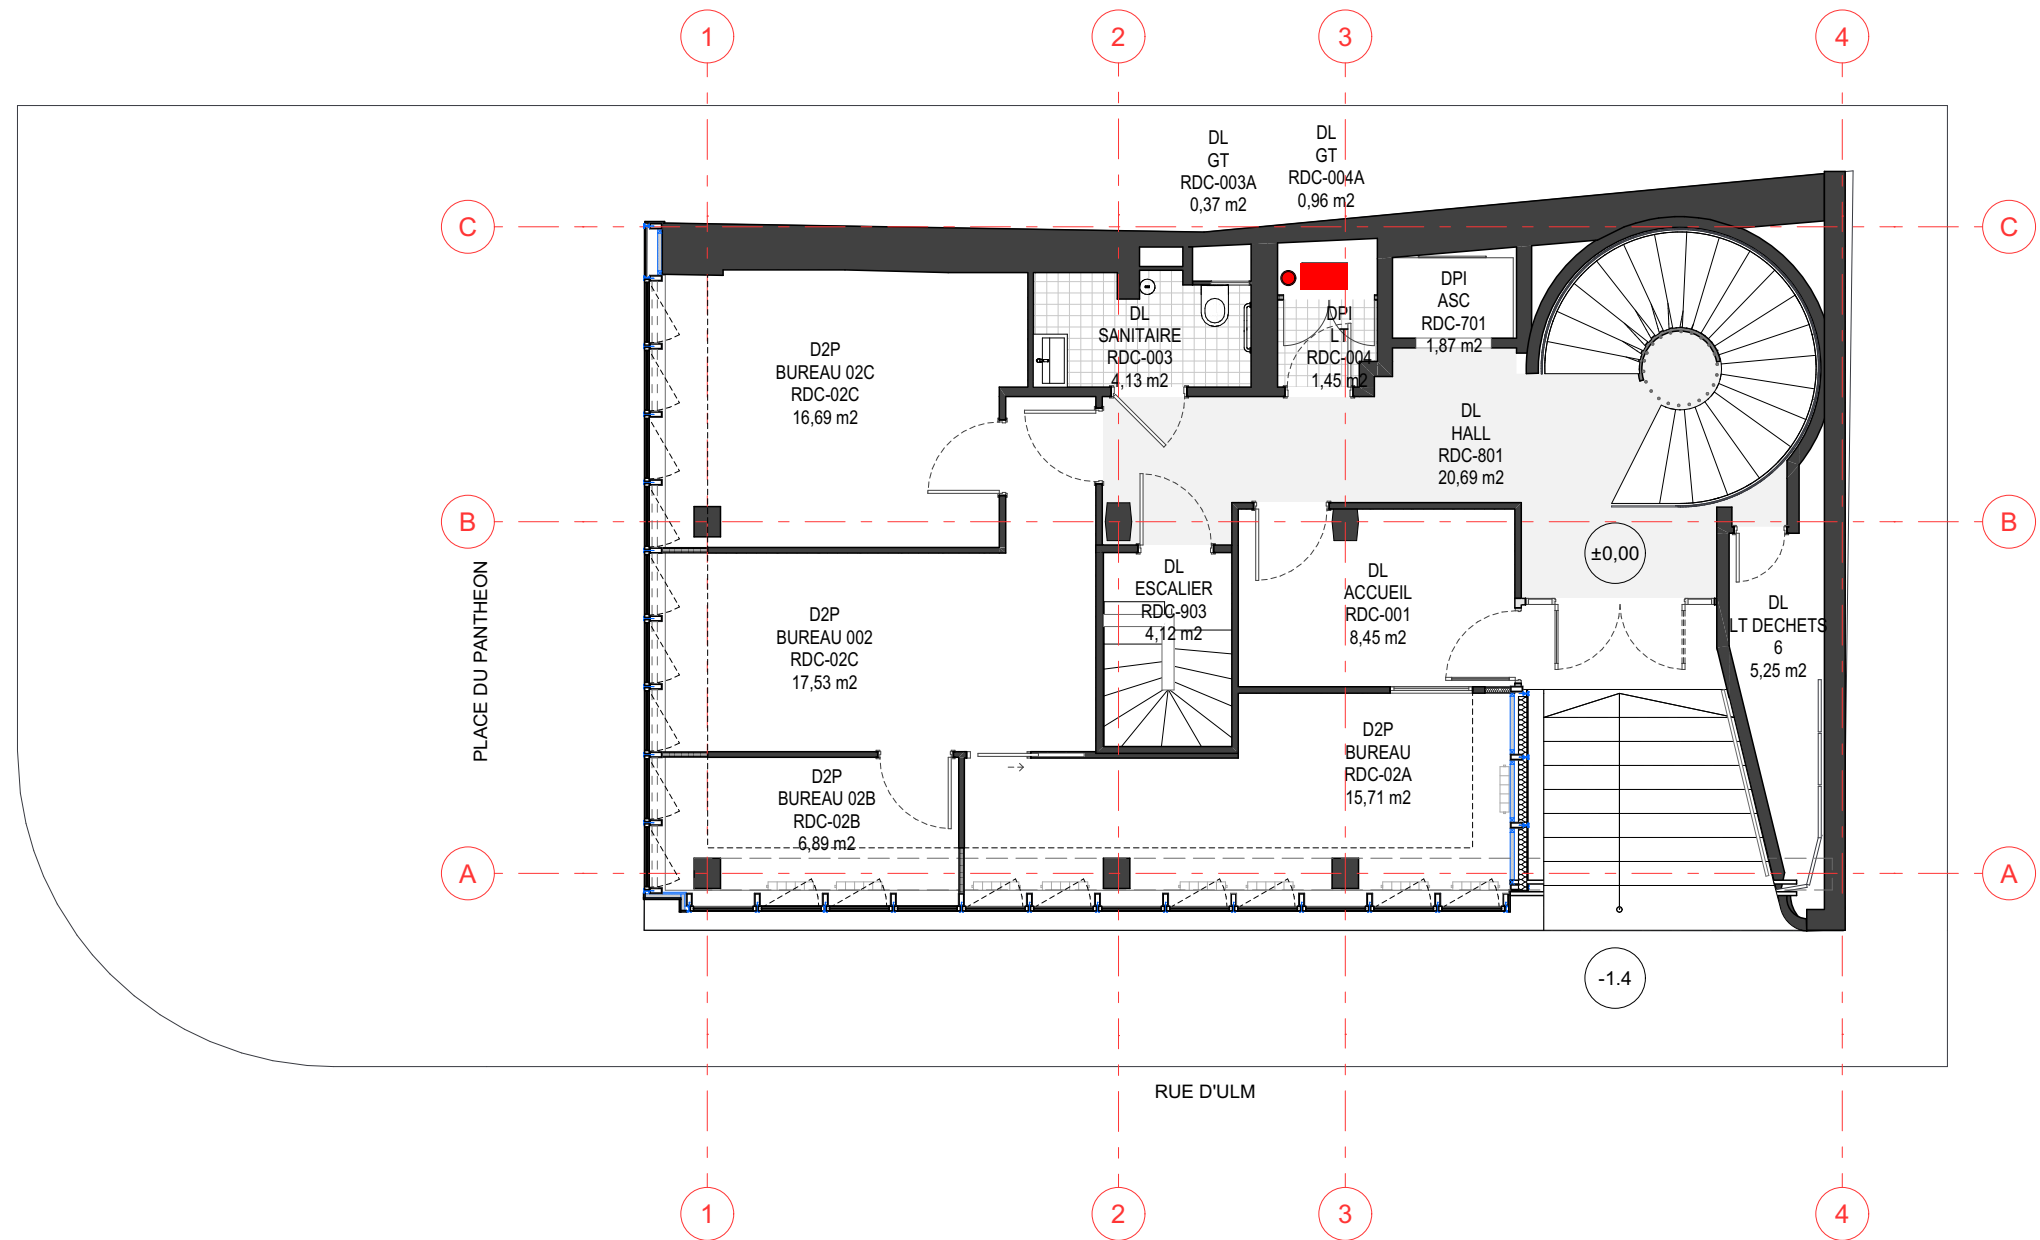 1
2
3
4
DL
GT
RDC-003A
0,37 m2
DL
GT
RDC-004A
0,96 m2
C
C
D2P
BUREAU 02C
RDC-02C
16,69 m2
DL
SANITAIRE
RDC-003
4,13 m2
DPI
LT
RDC-004
1,45 m2
DPI
ASC
RDC-701
1,87 m2
DL
HALL
RDC-801
20,69 m2
B
B
±0,00
PLACE DU PANTHEON
D2P
BUREAU 002
RDC-02C
17,53 m2
DL
ESCALIER
RDC-903
4,12 m2
DL
ACCUEIL
RDC-001
8,45 m2
DL
LT DECHETS
6
5,25 m2
D2P
BUREAU 02B
RDC-02B
6,89 m2
D2P
BUREAU
RDC-02A
15,71 m2
A
A
-1.4
RUE D'ULM
1
2
3
4